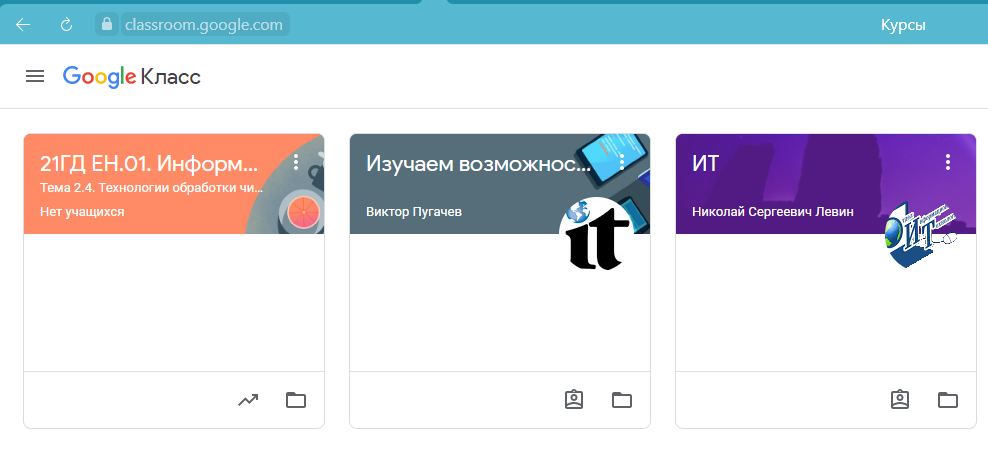 classroom.google.com
Курсы
Google Класс
21ГД ЕН.01. Информ...
Тема 2.4. Технологии обработки чи...
Нет учащихся
Изучаем возможнос...
Виктор Пугачев
it
ИТ
Николай Сергеевич Левин
ОИТ